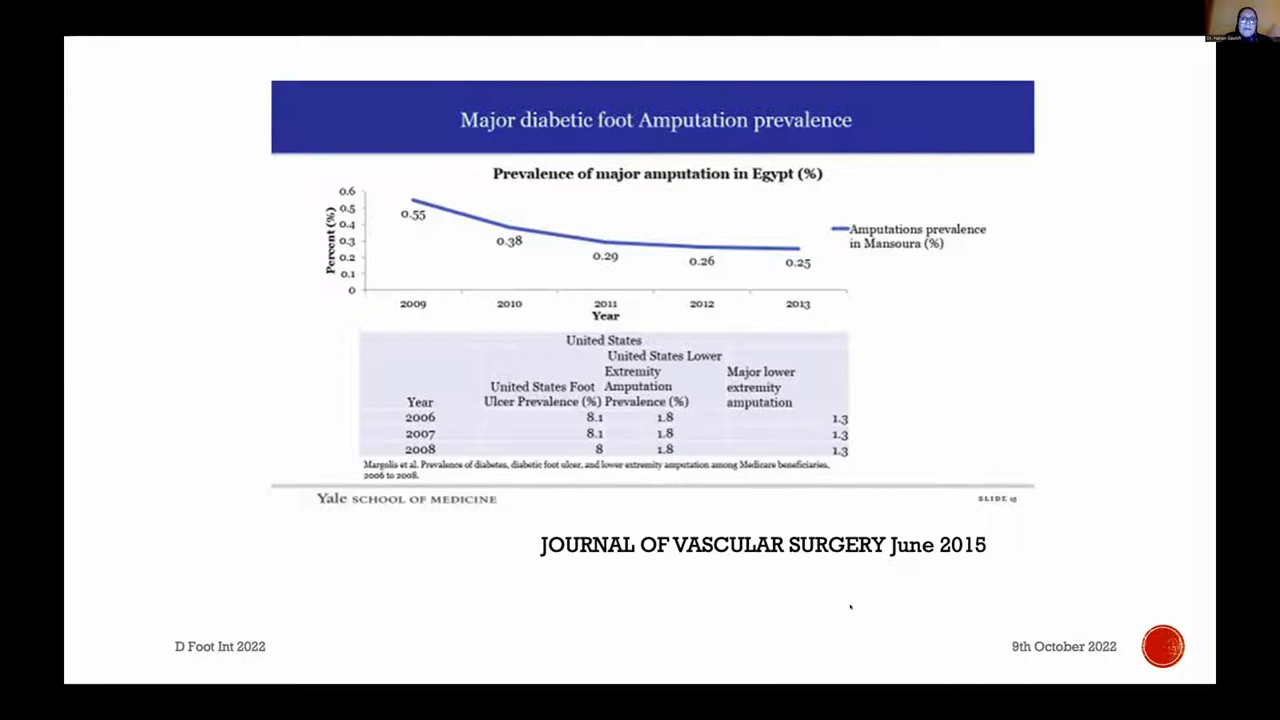 Dr. Hanan Gawish
Major diabetic foot Amputation prevalence
Prevalence of major amputation in Egypt (%)
Percent (%)
0.6
0.5
0.4
0.3
0.2
0.1
0
0.55
0.38
0.29
0.26
0.25
2009 2010 2011 2012 2013
Year
Amputations prevalence
in Mansoura (%)
United States
United States Lower
Extremity Major lower
United States Foot Amputation extremity
Year Ulcer Prevalence (%) Prevalence (%) amputation
2006 8.1 1.8 1.3
2007 8.1 1.8 1.3
2008 8 1.8 1.3
Margolis et al. Prevalence of diabetes, diabetic foot ulcer, and lower extremity amputation among Medicare beneficiaries,
2006 to 2008.
Yale SCHOOL OF MEDICINE
SLIDE 15
JOURNAL OF VASCULAR SURGERY June 2015
D Foot Int 2022
9th October 2022